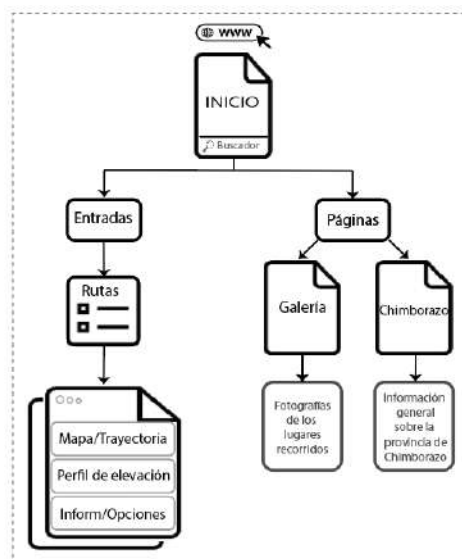 www
INICIO
Buscador
Entradas
Páginas
Rutas
Galería
Chimborazo
Mapa/Trayectoria
Perfil de elevación
Inform/Opciones
Fotografías
de los
lugares
recorridos
Información
general
sobre la
provincia de
Chimborazo